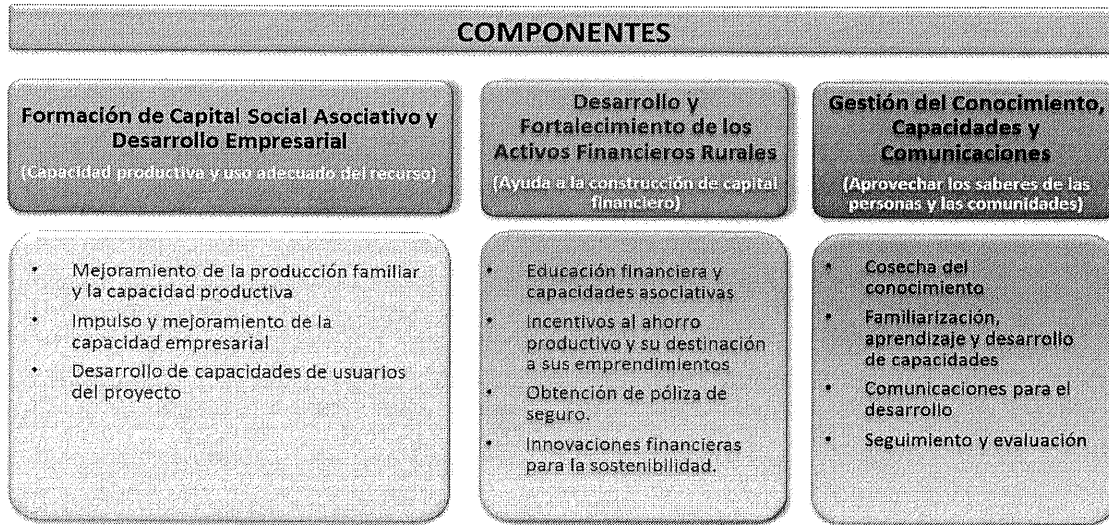 COMPONENTES
Formación de Capital Social Asociativo y
Desarrollo Empresarial
(Capacidad productiva y uso adecuado del recurso)
• Mejoramiento de la producción familiar
y la capacidad productiva
• Impulso y mejoramiento de la
capacidad empresarial
• Desarrollo de capacidades de usuarios
del proyecto
Desarrollo y
Fortalecimiento de los
Activos Financieros Rurales
(Ayuda a la construcción de capital
financiero)
• Educación financiera y
capacidades asociativas
• Incentivos al ahorro
productivo y su destinación
a sus emprendimientos
• Obtención de póliza de
seguro.
• Innovaciones financieras
para la sostenibilidad.
Gestión del Conocimiento,
Capacidades y
Comunicaciones
(Aprovechar los saberes de las
personas y las comunidades)
• Cosecha del
conocimiento
• Familiarización,
aprendizaje y desarrollo
de capacidades
• Comunicaciones para el
desarrollo
• Seguimiento y evaluación